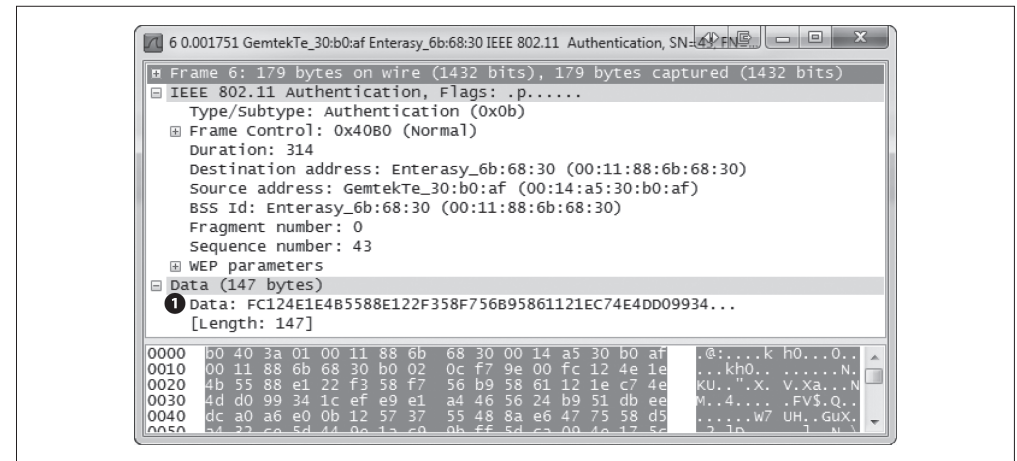 6 0.001751 GemtekTe_30:b0:af Enterasy_6b:68:30 IEEE 802.11 Authentication, SN=43, FN=...
Frame 6: 179 bytes on wire (1432 bits), 179 bytes captured (1432 bits)
IEEE 802.11 Authentication, Flags: .p......
Type/Subtype: Authentication (0x0b)
Frame Control: 0x40B0 (Normal)
Duration: 314
Destination address: Enterasy_6b:68:30 (00:11:88:6b:68:30)
Source address: GemtekTe_30:b0:af (00:14:a5:30:b0:af)
BSS Id: Enterasy_6b:68:30 (00:11:88:6b:68:30)
Fragment number: 0
Sequence number: 43
WEP parameters
Data (147 bytes)
1 Data: FC124E1E4B5588E122F358F756B95861121EC74E4DD09934...
[Length: 147]
0000 b0 40 3a 01 00 11 88 6b 68 30 00 14 a5 30 b0 af .@:....k h0...0..
0010 00 11 88 6b 68 30 b0 02 0c f7 9e 00 fc 12 4e 1e ...kh0.. ......N.
0020 4b 55 88 e1 22 f3 58 f7 56 b9 58 61 12 1e c7 4e KU..".X. V.Xa...N
0030 4d d0 99 34 1c ef e9 e1 a4 46 56 24 b9 51 db ee M..4.... .FV$.Q..
0040 dc a0 a6 e0 0b 12 57 37 55 48 8a e6 47 75 58 d5 ......W7 UH..GuX.
0050